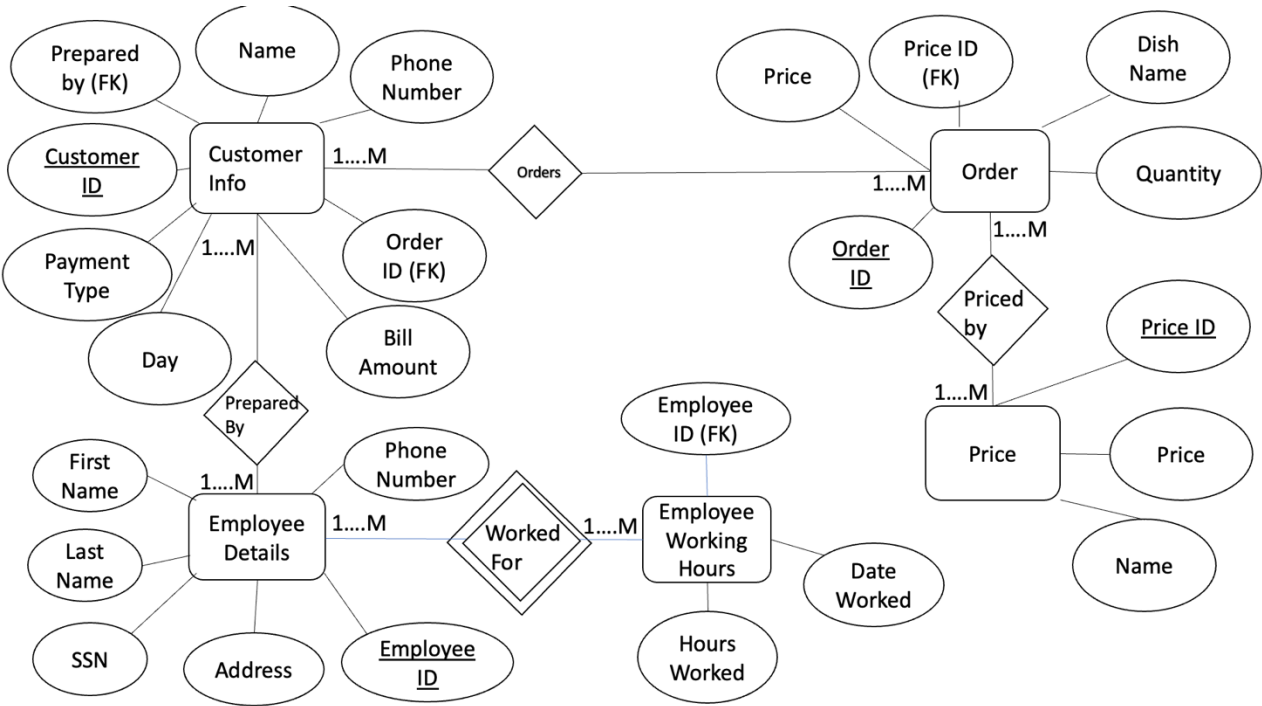 Prepared
by (FK)
Name
Phone
Number
Customer
ID
Customer
Info
1....M
Orders
Payment
Type
1....M
Order
ID (FK)
Day
Bill
Amount
Price
Price ID
(FK)
Dish
Name
Order
Quantity
1....M
Order
ID
1....M
Priced
by
Price ID
1....M
Price
Price
Name
Prepared
By
1....M
First
Name
Phone
Number
Last
Name
Employee
Details
1....M
SSN
Address
Employee
ID
Worked
For
1....M
Employee
ID (FK)
Employee
Working
Hours
Date
Worked
Hours
Worked